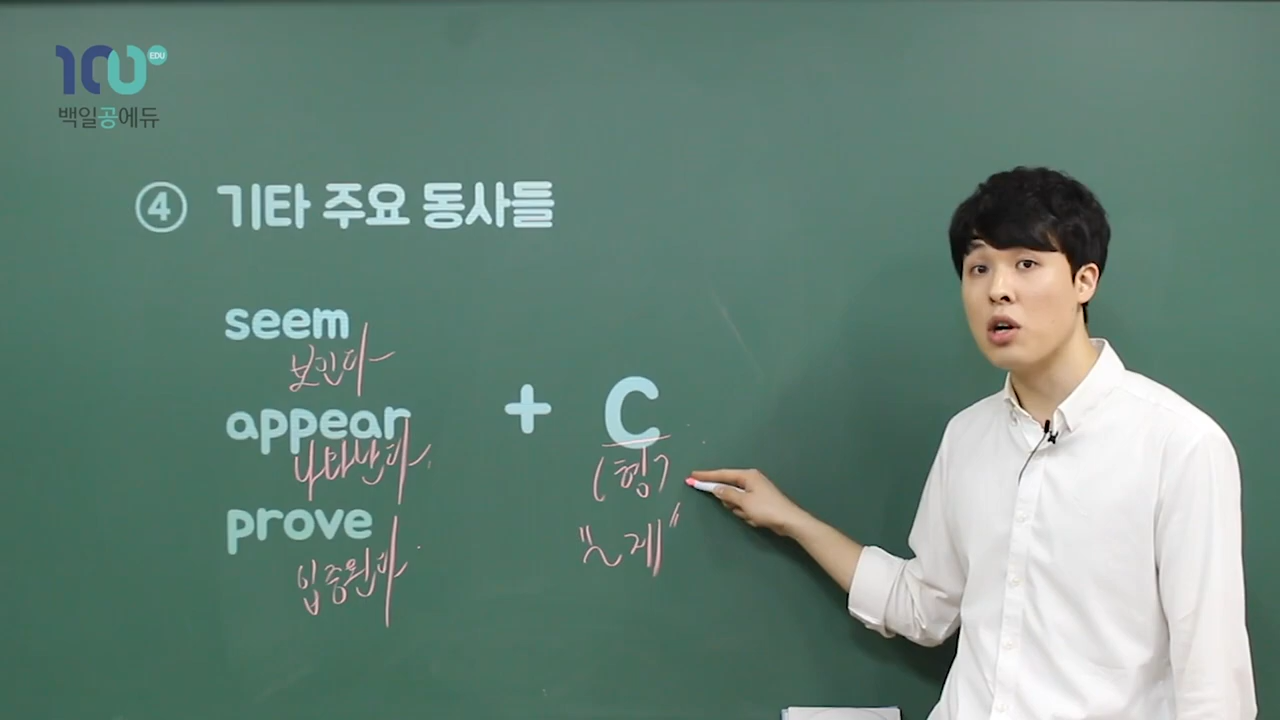 100 EDU
백일공에듀
④ 기타 주요 동사들
seem
보인다
appear
나타난다
+ C
(형)
prove
"ㄴ게"
입증된다